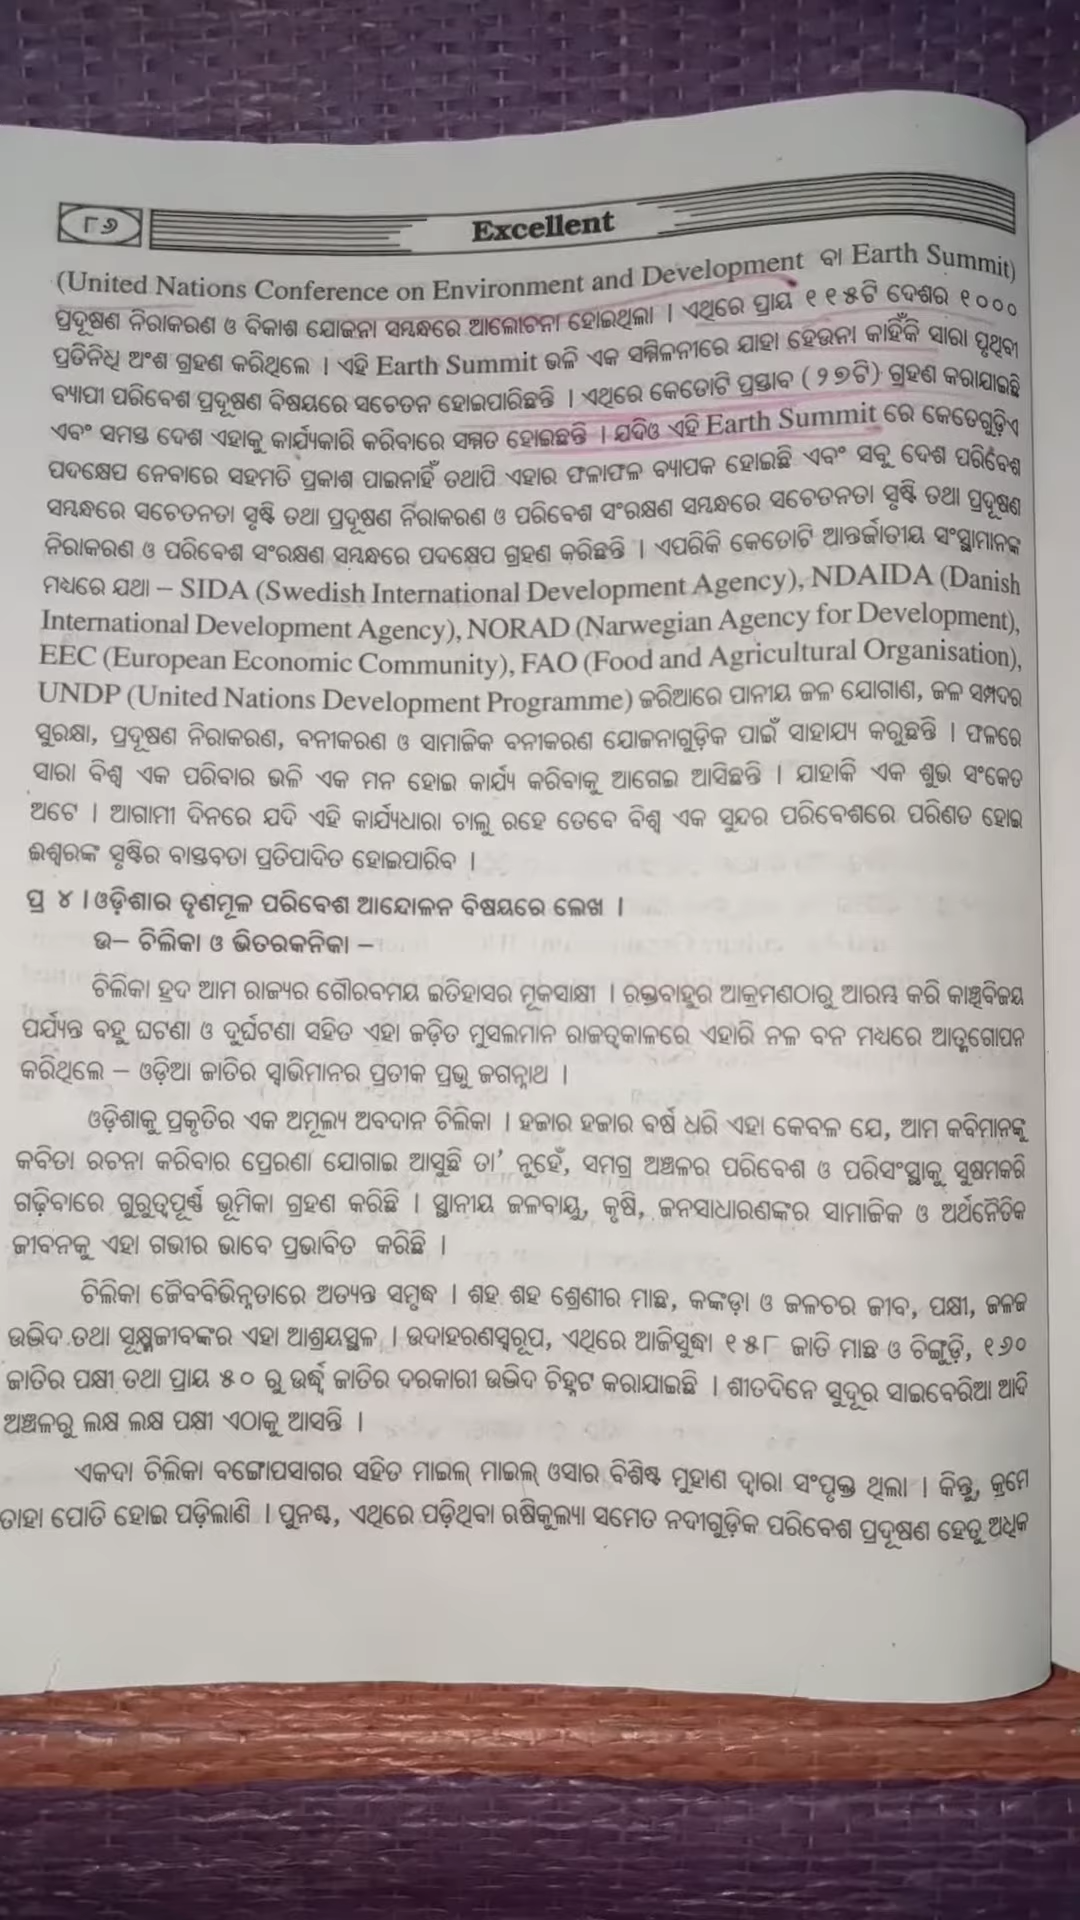 ୮୬
Excellent
(United Nations Conference on Environment and Development ବା Earth Summit)
ପ୍ରଦୂଷଣ ନିରାକରଣ ଓ ବିକାଶ ଯୋଜନା ସମ୍ବନ୍ଧରେ ଆଲୋଚନା ହୋଇଥିଲା । ଏଥିରେ ପ୍ରାୟ ୧୧୫ଟି ଦେଶର ୧୦୦୦
ପ୍ରତିନିଧି ଅଂଶ ଗ୍ରହଣ କରିଥିଲେ । ଏହି Earth Summit ଭଳି ଏକ ସମ୍ମିଳନୀରେ ଯାହା ହେଉନା କାହିଁକି ସାରା ପୃଥିବୀ
ବ୍ୟାପୀ ପରିବେଶ ପ୍ରଦୂଷଣ ବିଷୟରେ ସଚେତନ ହୋଇପାରିଛନ୍ତି । ଏଥିରେ କେତୋଟି ପ୍ରସ୍ତାବ (୨୭ଟି) ଗ୍ରହଣ କରାଯାଇଛି
ଏବଂ ସମସ୍ତ ଦେଶ ଏହାକୁ କାର୍ଯ୍ୟକାରି କରିବାରେ ସମ୍ମତ ହୋଇଛନ୍ତି । ଯଦିଓ ଏହି Earth Summit ରେ କେତେଗୁଡ଼ିଏ
ପଦକ୍ଷେପ ନେବାରେ ସହମତି ପ୍ରକାଶ ପାଇନାହିଁ ତଥାପି ଏହାର ଫଳାଫଳ ବ୍ୟାପକ ହୋଇଛି ଏବଂ ସବୁ ଦେଶ ପରିବେଶ
ସମ୍ବନ୍ଧରେ ସଚେତନତା ସୃଷ୍ଟି ତଥା ପ୍ରଦୂଷଣ ନିରାକରଣ ଓ ପରିବେଶ ସଂରକ୍ଷଣ ସମ୍ବନ୍ଧରେ ସଚେତନତା ସୃଷ୍ଟି ତଥା ପ୍ରଦୂଷଣ
ନିରାକରଣ ଓ ପରିବେଶ ସଂରକ୍ଷଣ ସମ୍ବନ୍ଧରେ ପଦକ୍ଷେପ ଗ୍ରହଣ କରିଛନ୍ତି । ଏପରିକି କେତୋଟି ଆନ୍ତର୍ଜାତୀୟ ସଂସ୍ଥାମାନଙ୍କ
ମଧ୍ୟରେ ଯଥା – SIDA (Swedish International Development Agency), NDAIDA (Danish
International Development Agency), NORAD (Narwegian Agency for Development),
EEC (European Economic Community), FAO (Food and Agricultural Organisation),
UNDP (United Nations Development Programme) ଜରିଆରେ ପାନୀୟ ଜଳ ଯୋଗାଣ, ଜଳ ସମ୍ପଦର
ସୁରକ୍ଷା, ପ୍ରଦୂଷଣ ନିରାକରଣ, ବନୀକରଣ ଓ ସାମାଜିକ ବନୀକରଣ ଯୋଜନାଗୁଡ଼ିକ ପାଇଁ ସାହାଯ୍ୟ କରୁଛନ୍ତି । ଫଳରେ
ସାରା ବିଶ୍ୱ ଏକ ପରିବାର ଭଳି ଏକ ମନ ହୋଇ କାର୍ଯ୍ୟ କରିବାକୁ ଆଗେଇ ଆସିଛନ୍ତି । ଯାହାକି ଏକ ଶୁଭ ସଂକେତ
ଅଟେ । ଆଗାମୀ ଦିନରେ ଯଦି ଏହି କାର୍ଯ୍ୟଧାରା ଚାଲୁ ରହେ ତେବେ ବିଶ୍ୱ ଏକ ସୁନ୍ଦର ପରିବେଶରେ ପରିଣତ ହୋଇ
ଈଶ୍ୱରଙ୍କ ସୃଷ୍ଟିର ବାସ୍ତବତା ପ୍ରତିପାଦିତ ହୋଇପାରିବ ।
ପ୍ର ୪ । ଓଡ଼ିଶାର ତୃଣମୂଳ ପରିବେଶ ଆନ୍ଦୋଳନ ବିଷୟରେ ଲେଖ ।
ଉ– ଚିଲିକା ଓ ଭିତରକନିକା –
ଚିଲିକା ହ୍ରଦ ଆମ ରାଜ୍ୟର ଗୌରବମୟ ଇତିହାସର ମୂକସାକ୍ଷୀ । ରକ୍ତବାହୁର ଆକ୍ରମଣଠାରୁ ଆରମ୍ଭ କରି କାଞ୍ଚିବିଜୟ
ପର୍ଯ୍ୟନ୍ତ ବହୁ ଘଟଣା ଓ ଦୁର୍ଘଟଣା ସହିତ ଏହା ଜଡ଼ିତ ମୁସଲମାନ ରାଜତ୍ୱକାଳରେ ଏହାରି ନଳ ବନ ମଧ୍ୟରେ ଆତ୍ମଗୋପନ
କରିଥିଲେ – ଓଡ଼ିଆ ଜାତିର ସ୍ୱାଭିମାନର ପ୍ରତୀକ ପ୍ରଭୁ ଜଗନ୍ନାଥ ।
ଓଡ଼ିଶାକୁ ପ୍ରକୃତିର ଏକ ଅମୂଲ୍ୟ ଅବଦାନ ଚିଲିକା । ହଜାର ହଜାର ବର୍ଷ ଧରି ଏହା କେବଳ ଯେ, ଆମ କବିମାନଙ୍କୁ
କବିତା ରଚନା କରିବାର ପ୍ରେରଣା ଯୋଗାଇ ଆସୁଛି ତା’ ନୁହେଁ, ସମଗ୍ର ଅଞ୍ଚଳର ପରିବେଶ ଓ ପରିସଂସ୍ଥାକୁ ସୁଷମକରି
ଗଢ଼ିବାରେ ଗୁରୁତ୍ୱପୂର୍ଣ୍ଣ ଭୂମିକା ଗ୍ରହଣ କରିଛି । ସ୍ଥାନୀୟ ଜଳବାୟୁ, କୃଷି, ଜନସାଧାରଣଙ୍କର ସାମାଜିକ ଓ ଅର୍ଥନୈତିକ
ଜୀବନକୁ ଏହା ଗଭୀର ଭାବେ ପ୍ରଭାବିତ କରିଛି ।
ଚିଲିକା ଜୈବବିଭିନ୍ନତାରେ ଅତ୍ୟନ୍ତ ସମୃଦ୍ଧ । ଶହ ଶହ ଶ୍ରେଣୀର ମାଛ, କଙ୍କଡ଼ା ଓ ଜଳଚର ଜୀବ, ପକ୍ଷୀ, ଜଳଜ
ଉଦ୍ଭିଦ ତଥା ସୂକ୍ଷ୍ମଜୀବଙ୍କର ଏହା ଆଶ୍ରୟସ୍ଥଳ । ଉଦାହରଣସ୍ୱରୂପ, ଏଥିରେ ଆଜିସୁଦ୍ଧା ୧୫୮ ଜାତି ମାଛ ଓ ଚିଙ୍ଗୁଡ଼ି, ୧୬୦
ଜାତିର ପକ୍ଷୀ ତଥା ପ୍ରାୟ ୫୦ ରୁ ଉର୍ଦ୍ଧ୍ୱ ଜାତିର ଦରକାରୀ ଉଦ୍ଭିଦ ଚିହ୍ନଟ କରାଯାଇଛି । ଶୀତଦିନେ ସୁଦୂର ସାଇବେରିଆ ଆଦି
ଅଞ୍ଚଳରୁ ଲକ୍ଷ ଲକ୍ଷ ପକ୍ଷୀ ଏଠାକୁ ଆସନ୍ତି ।
ଏକଦା ଚିଲିକା ବଙ୍ଗୋପସାଗର ସହିତ ମାଇଲ୍ ମାଇଲ୍ ଓସାର ବିଶିଷ୍ଟ ମୁହାଣ ଦ୍ୱାରା ସଂପୃକ୍ତ ଥିଲା । କିନ୍ତୁ, କ୍ରମେ
ତାହା ପୋତି ହୋଇ ପଡ଼ିଲାଣି । ପୁନଶ୍ଚ, ଏଥିରେ ପଡ଼ିଥିବା ଋଷିକୁଲ୍ୟା ସମେତ ନଦୀଗୁଡ଼ିକ ପରିବେଶ ପ୍ରଦୂଷଣ ହେତୁ ଅଧିକ